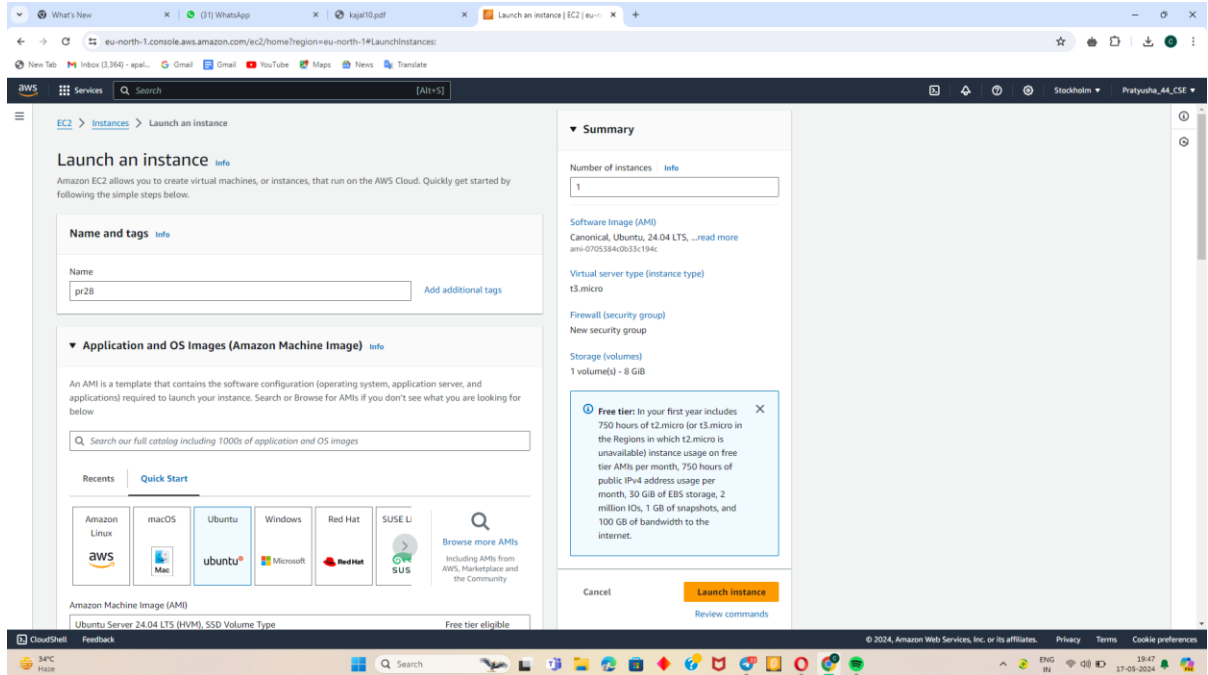 What's New
(31) WhatsApp
kajal10.pdf
Launch an instance | EC2 | eu-n
eu-north-1.console.aws.amazon.com/ec2/home?region=eu-north-1#LaunchInstances:
New Tab
Inbox (3,364) - apal...
Gmail
Gmail
YouTube
Maps
News
Translate
aws
Services
Search
[Alt+S]
Stockholm
Pratyusha_44_CSE
EC2 > Instances > Launch an instance
Launch an instance Info
Amazon EC2 allows you to create virtual machines, or instances, that run on the AWS Cloud. Quickly get started by
following the simple steps below.
Name and tags Info
Name
pr28
Add additional tags
Application and OS Images (Amazon Machine Image) Info
An AMI is a template that contains the software configuration (operating system, application server, and
applications) required to launch your instance. Search or Browse for AMIs if you don't see what you are looking for
below
Search our full catalog including 1000s of application and OS images
Recents
Quick Start
Amazon
Linux
aws
macOS
Mac
Ubuntu
ubuntu
Windows
Microsoft
Red Hat
Red Hat
SUSE Li
SUS
Browse more AMIs
Including AMIs from
AWS, Marketplace and
the Community
Amazon Machine Image (AMI)
Ubuntu Server 24.04 LTS (HVM), SSD Volume Type
Free tier eligible
Summary
Number of instances Info
1
Software Image (AMI)
Canonical, Ubuntu, 24.04 LTS, ...read more
ami-0705384c0b33c194c
Virtual server type (instance type)
t3.micro
Firewall (security group)
New security group
Storage (volumes)
1 volume(s) - 8 GiB
Free tier: In your first year includes
750 hours of t2.micro (or t3.micro in
the Regions in which t2.micro is
unavailable) instance usage on free
tier AMIs per month, 750 hours of
public IPv4 address usage per
month, 30 GiB of EBS storage, 2
million IOs, 1 GB of snapshots, and
100 GB of bandwidth to the
internet.
Cancel
Launch instance
Review commands
CloudShell
Feedback
© 2024, Amazon Web Services, Inc. or its affiliates.
Privacy
Terms
Cookie preferences
34°C
Haze
Search
ENG
IN
19:47
17-05-2024